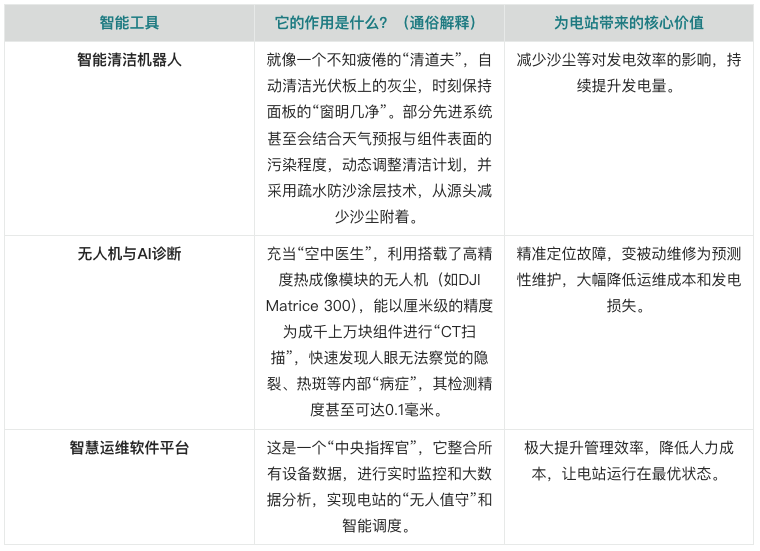 智能工具
它的作用是什么？（通俗解释）
为电站带来的核心价值
智能清洁机器人
就像一个不知疲倦的“清道夫”，自
动清洁光伏板上的灰尘，时刻保持
面板的“窗明几净”。部分先进系统
甚至会结合天气预报与组件表面的
污染程度，动态调整清洁计划，并
采用疏水防沙涂层技术，从源头减
少沙尘附着。
减少沙尘等对发电效率的影响，持
续提升发电量。
无人机与AI诊断
充当“空中医生”，利用搭载了高精
度热成像模块的无人机（如DJI
Matrice 300），能以厘米级的精度
为成千上万块组件进行“CT扫
描”，快速发现人眼无法察觉的隐
裂、热斑等内部“病症”，其检测精
度甚至可达0.1毫米。
精准定位故障，变被动维修为预测
性维护，大幅降低运维成本和发电
损失。
智慧运维软件平台
这是一个“中央指挥官”，它整合所
有设备数据，进行实时监控和大数
据分析，实现电站的“无人值守”和
智能调度。
极大提升管理效率，降低人力成
本，让电站运行在最优状态。